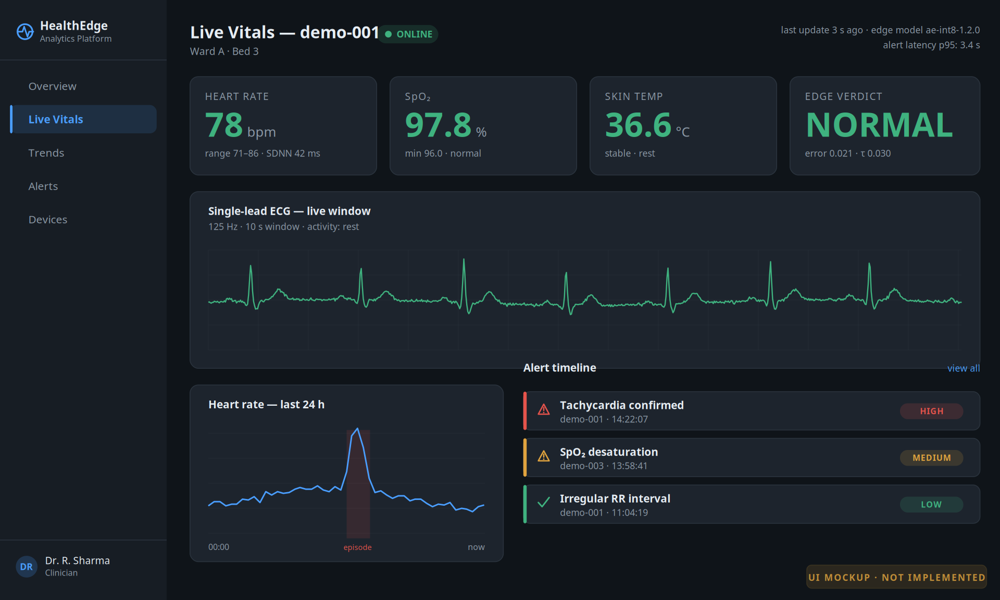 HealthEdge
Analytics Platform
Overview
Live Vitals
Trends
Alerts
Devices
DR
Dr. R. Sharma
Clinician
Live Vitals — demo-001
ONLINE
Ward A · Bed 3
last update 3 s ago · edge model ae-int8-1.2.0
alert latency p95: 3.4 s
HEART RATE
78 bpm
range 71–86 · SDNN 42 ms
SpO₂
97.8 %
min 96.0 · normal
SKIN TEMP
36.6 °C
stable · rest
EDGE VERDICT
NORMAL
error 0.021 · τ 0.030
Single-lead ECG — live window
125 Hz · 10 s window · activity: rest
Heart rate — last 24 h
00:00
episode
now
Alert timeline
view all
Tachycardia confirmed
demo-001 · 14:22:07
HIGH
SpO₂ desaturation
demo-003 · 13:58:41
MEDIUM
Irregular RR interval
demo-001 · 11:04:19
LOW
UI MOCKUP · NOT IMPLEMENTED